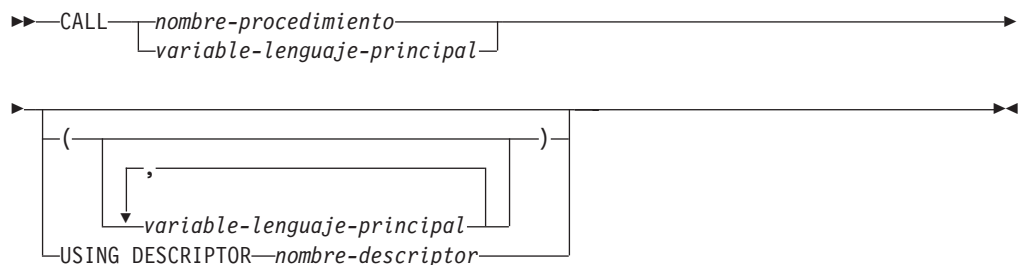 CALL nombre-procedimiento
variable-lenguaje-principal
( )
,
variable-lenguaje-principal
USING DESCRIPTOR nombre-descriptor